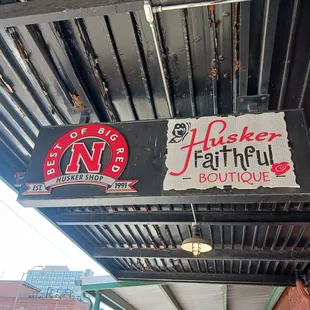 BEST OF BIG RED
N
HUSKER SHOP
EST 1991
Husker
Faithful
BOUTIQUE